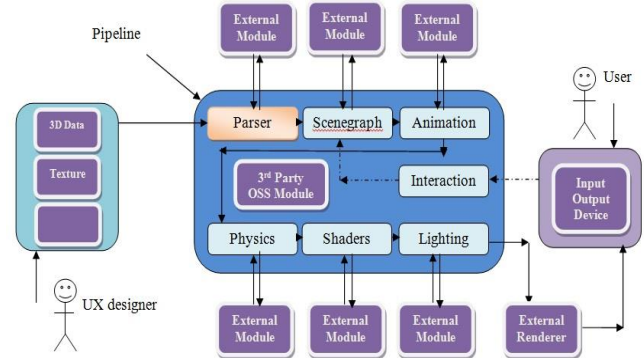 External
Module
External
Module
External
Module
Pipeline
User
3D Data
Texture
Parser
Scenegraph
Animation
3rd Party
OSS Module
Interaction
Input
Output
Device
Physics
Shaders
Lighting
UX designer
External
Module
External
Module
External
Module
External
Renderer